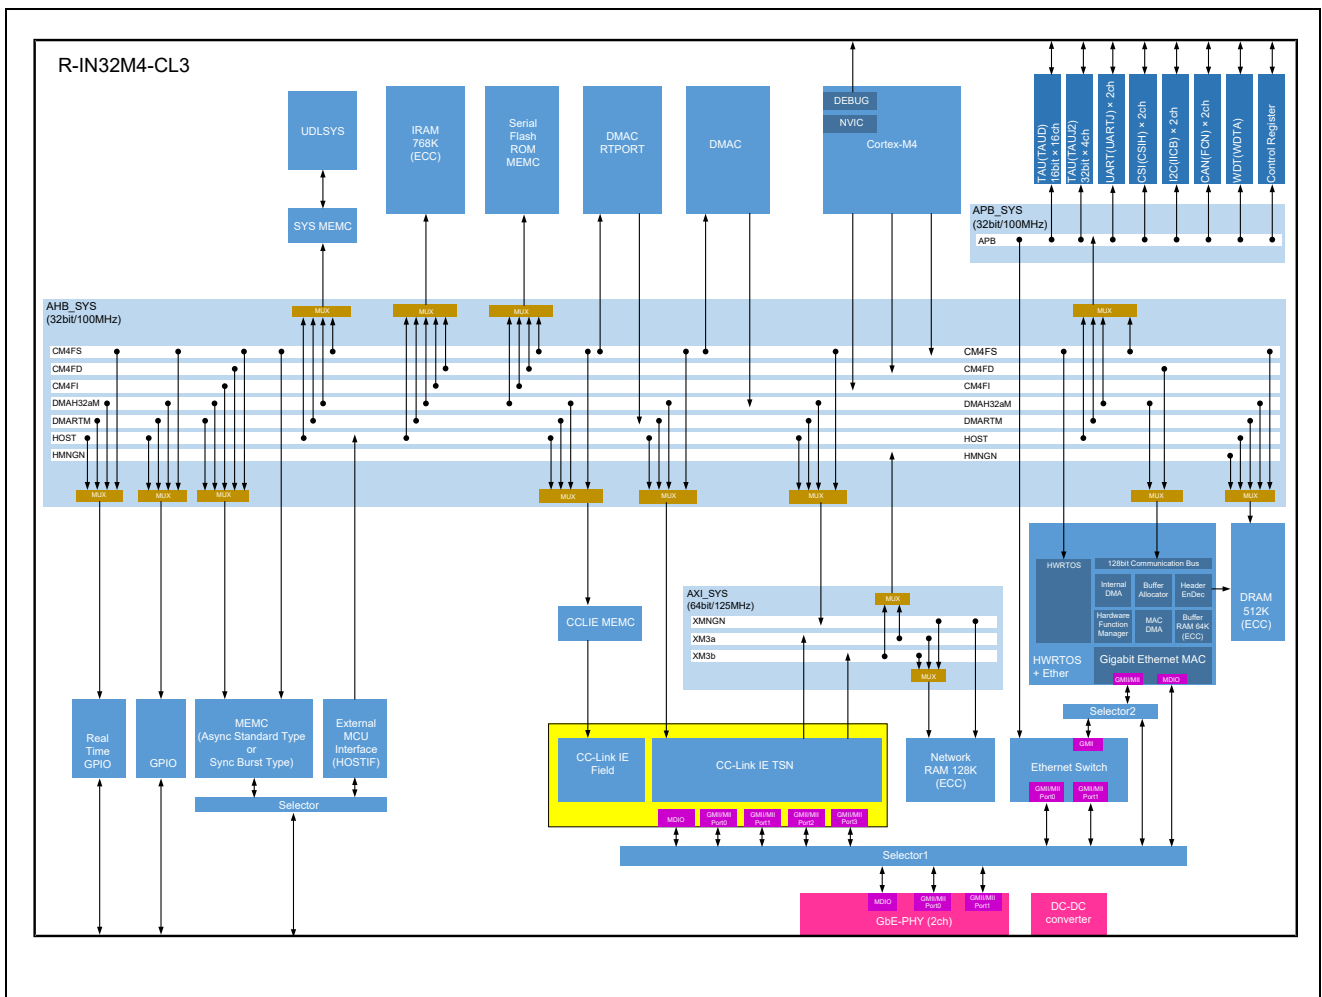 R-IN32M4-CL3
UDLSYS
SYS MEMC
IRAM
768K
(ECC)
Serial
Flash
ROM
MEMC
DMAC
RTPORT
DMAC
DEBUG
NVIC
Cortex-M4
TAU(TAUD)
16bit × 16ch
TAU(TAUJ2)
32bit × 4ch
UART(UARTJ) × 2ch
CSI(CSIH) × 2ch
I2C(IICB) × 2ch
CAN(FCN) × 2ch
WDT(WDTA)
Control Register
APB_SYS
(32bit/100MHz)
APB
AHB_SYS
(32bit/100MHz)
MUX
MUX
MUX
MUX
CM4FS
CM4FD
CM4FI
DMAH32aM
DMARTM
HOST
HMNGN
CM4FS
CM4FD
CM4FI
DMAH32aM
DMARTM
HOST
HMNGN
MUX
MUX
MUX
MUX
MUX
MUX
MUX
MUX
HWRTOS
128bit Communication Bus
Internal
DMA
Buffer
Allocator
Header
EnDec
Hardware
Function
Manager
MAC
DMA
Buffer
RAM 64K
(ECC)
HWRTOS
+ Ether
Gigabit Ethernet MAC
GMII/MII
MDIO
DRAM
512K
(ECC)
AXI_SYS
(64bit/125MHz)
MUX
XMNGN
XM3a
XM3b
MUX
CCLIE MEMC
Real
Time
GPIO
GPIO
MEMC
(Async Standard Type
or
Sync Burst Type)
External
MCU
Interface
(HOSTIF)
Selector
CC-Link IE
Field
CC-Link IE TSN
MDIO
GMII/MII
Port0
GMII/MII
Port1
GMII/MII
Port2
GMII/MII
Port3
Network
RAM 128K
(ECC)
Selector2
GMII
Ethernet Switch
GMII/MII
Port0
GMII/MII
Port1
Selector1
MDIO
GMII/MII
Port0
GMII/MII
Port1
GbE-PHY (2ch)
DC-DC
converter